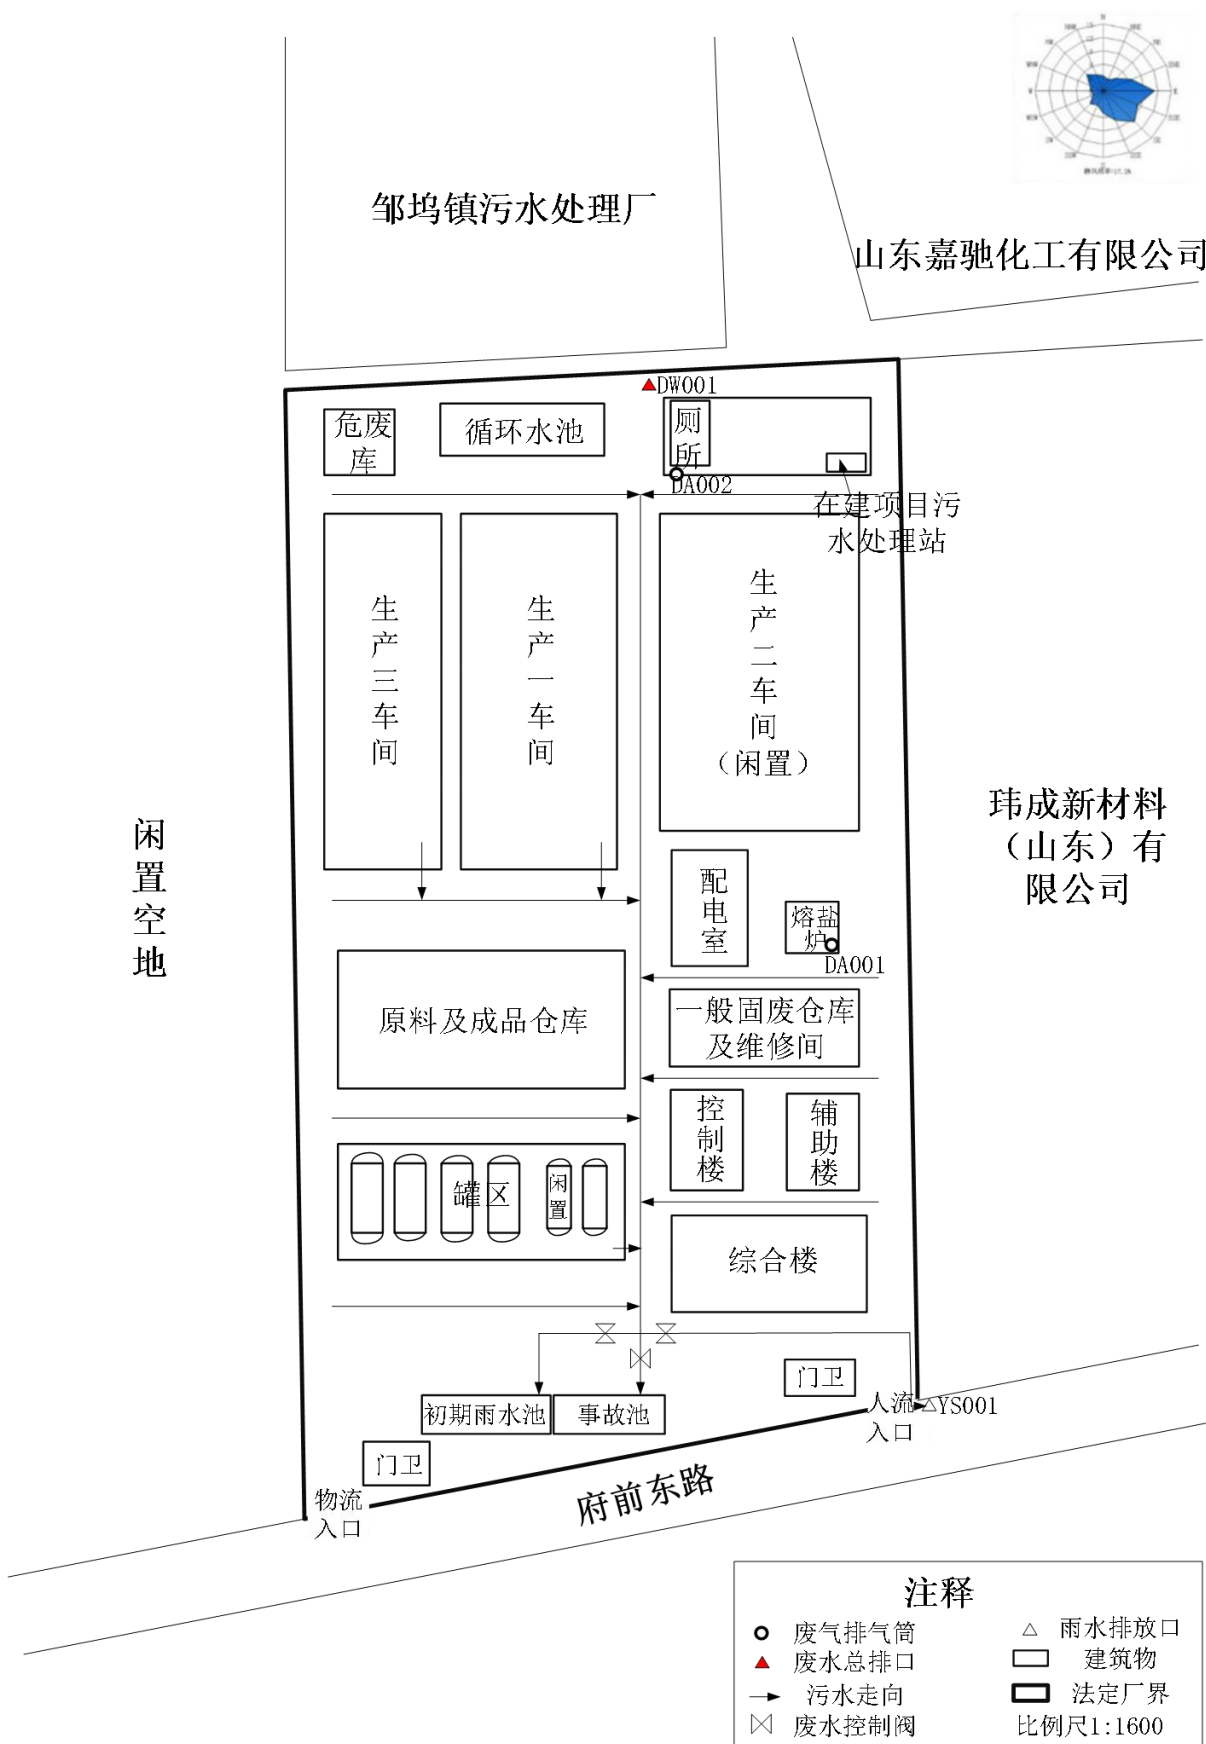 邹坞镇污水处理厂
山东嘉驰化工有限公司
N
E
W
DW001
危废
库
循环水池
厕
所
DA002
在建项目污
水处理站
生产三车间
生产一车间
生产二车间
（闲置）
闲置空地
玮成新材料
（山东）有
限公司
配电室
熔盐
炉
DA001
原料及成品仓库
一般固废仓库
及维修间
控制楼
辅助楼
罐区
闲置
综合楼
门卫
初期雨水池
事故池
人流
入口
YS001
门卫
物流
入口
府前东路
注释
废气排气筒
雨水排放口
废水总排口
建筑物
污水走向
法定厂界
废水控制阀
比例尺1:1600